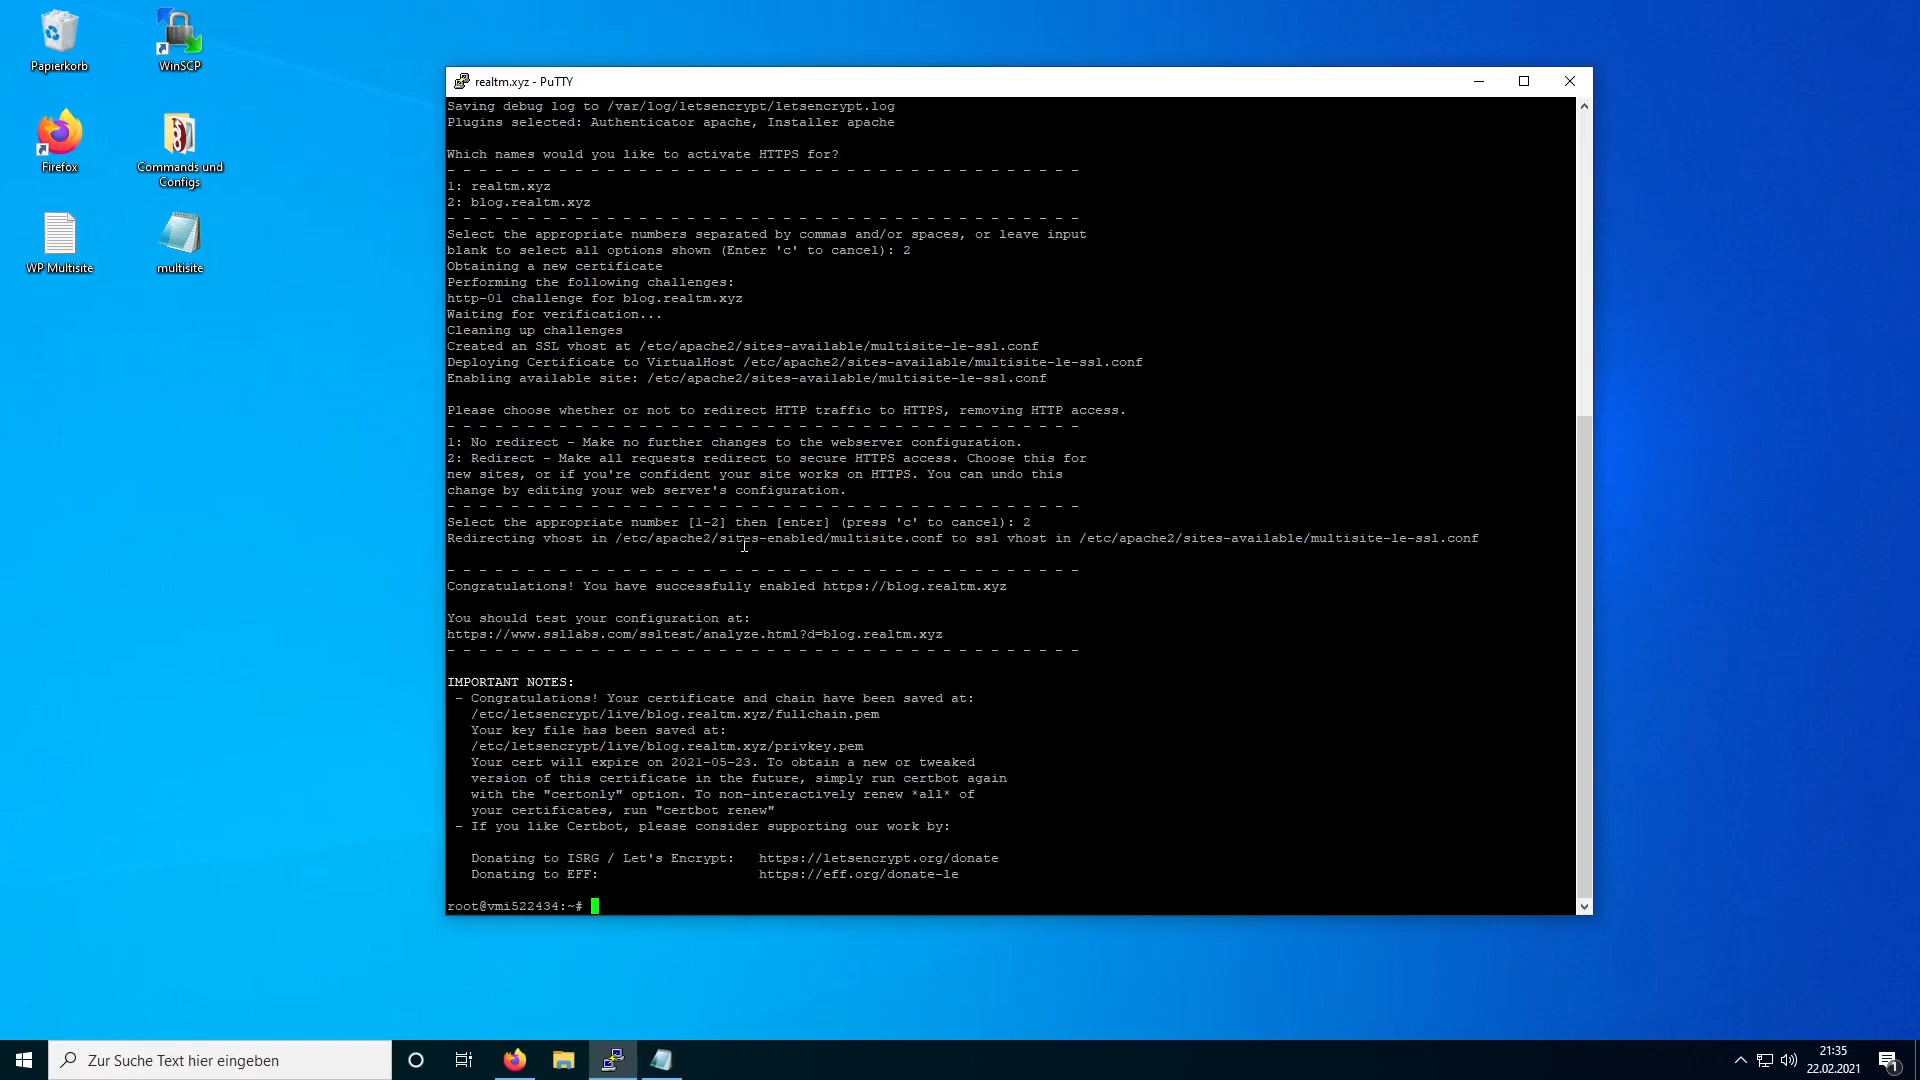 Papierkorb
WinSCP
Firefox
Commands und
Configs
WP Multisite
multisite
realtm.xyz - PuTTY
Saving debug log to /var/log/letsencrypt/letsencrypt.log
Plugins selected: Authenticator apache, Installer apache
Which names would you like to activate HTTPS for?
- - - - - - - - - - - - - - - - - - - - - - - - - - - - - - - - - - - - - - - -
1: realtm.xyz
2: blog.realtm.xyz
- - - - - - - - - - - - - - - - - - - - - - - - - - - - - - - - - - - - - - - -
Select the appropriate numbers separated by commas and/or spaces, or leave input
blank to select all options shown (Enter 'c' to cancel): 2
Obtaining a new certificate
Performing the following challenges:
http-01 challenge for blog.realtm.xyz
Waiting for verification...
Cleaning up challenges
Created an SSL vhost at /etc/apache2/sites-available/multisite-le-ssl.conf
Deploying Certificate to VirtualHost /etc/apache2/sites-available/multisite-le-ssl.conf
Enabling available site: /etc/apache2/sites-available/multisite-le-ssl.conf
Please choose whether or not to redirect HTTP traffic to HTTPS, removing HTTP access.
- - - - - - - - - - - - - - - - - - - - - - - - - - - - - - - - - - - - - - - -
1: No redirect - Make no further changes to the webserver configuration.
2: Redirect - Make all requests redirect to secure HTTPS access. Choose this for
new sites, or if you're confident your site works on HTTPS. You can undo this
change by editing your web server's configuration.
- - - - - - - - - - - - - - - - - - - - - - - - - - - - - - - - - - - - - - - -
Select the appropriate number [1-2] then [enter] (press 'c' to cancel): 2
Redirecting vhost in /etc/apache2/sites-enabled/multisite.conf to ssl vhost in /etc/apache2/sites-available/multisite-le-ssl.conf
- - - - - - - - - - - - - - - - - - - - - - - - - - - - - - - - - - - - - - - -
Congratulations! You have successfully enabled https://blog.realtm.xyz
You should test your configuration at:
https://www.ssllabs.com/ssltest/analyze.html?d=blog.realtm.xyz
- - - - - - - - - - - - - - - - - - - - - - - - - - - - - - - - - - - - - - - -
IMPORTANT NOTES:
- Congratulations! Your certificate and chain have been saved at:
/etc/letsencrypt/live/blog.realtm.xyz/fullchain.pem
Your key file has been saved at:
/etc/letsencrypt/live/blog.realtm.xyz/privkey.pem
Your cert will expire on 2021-05-23. To obtain a new or tweaked
version of this certificate in the future, simply run certbot again
with the "certonly" option. To non-interactively renew *all* of
your certificates, run "certbot renew"
- If you like Certbot, please consider supporting our work by:
Donating to ISRG / Let's Encrypt: https://letsencrypt.org/donate
Donating to EFF: https://eff.org/donate-le
root@vmi522434:~#
Zur Suche Text hier eingeben
21:35
22.02.2021
1